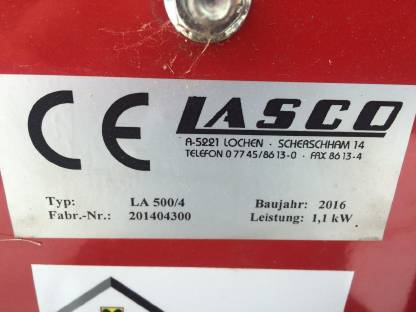 CE LASCO
A-5221 LOCHEN · SCHERSCHHAM 14
TELEFON 0 77 45/86 13-0 · FAX 86 13-4
Typ: LA 500/4 Baujahr: 2016
Fabr.-Nr.: 201404300 Leistung: 1,1 kW